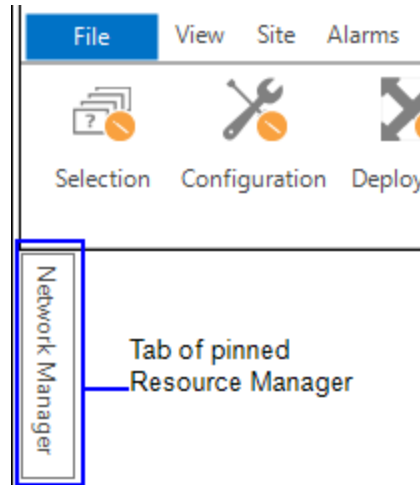 File View Site Alarms
?
Selection Configuration Deploy
Network Manager
Tab of pinned
Resource Manager